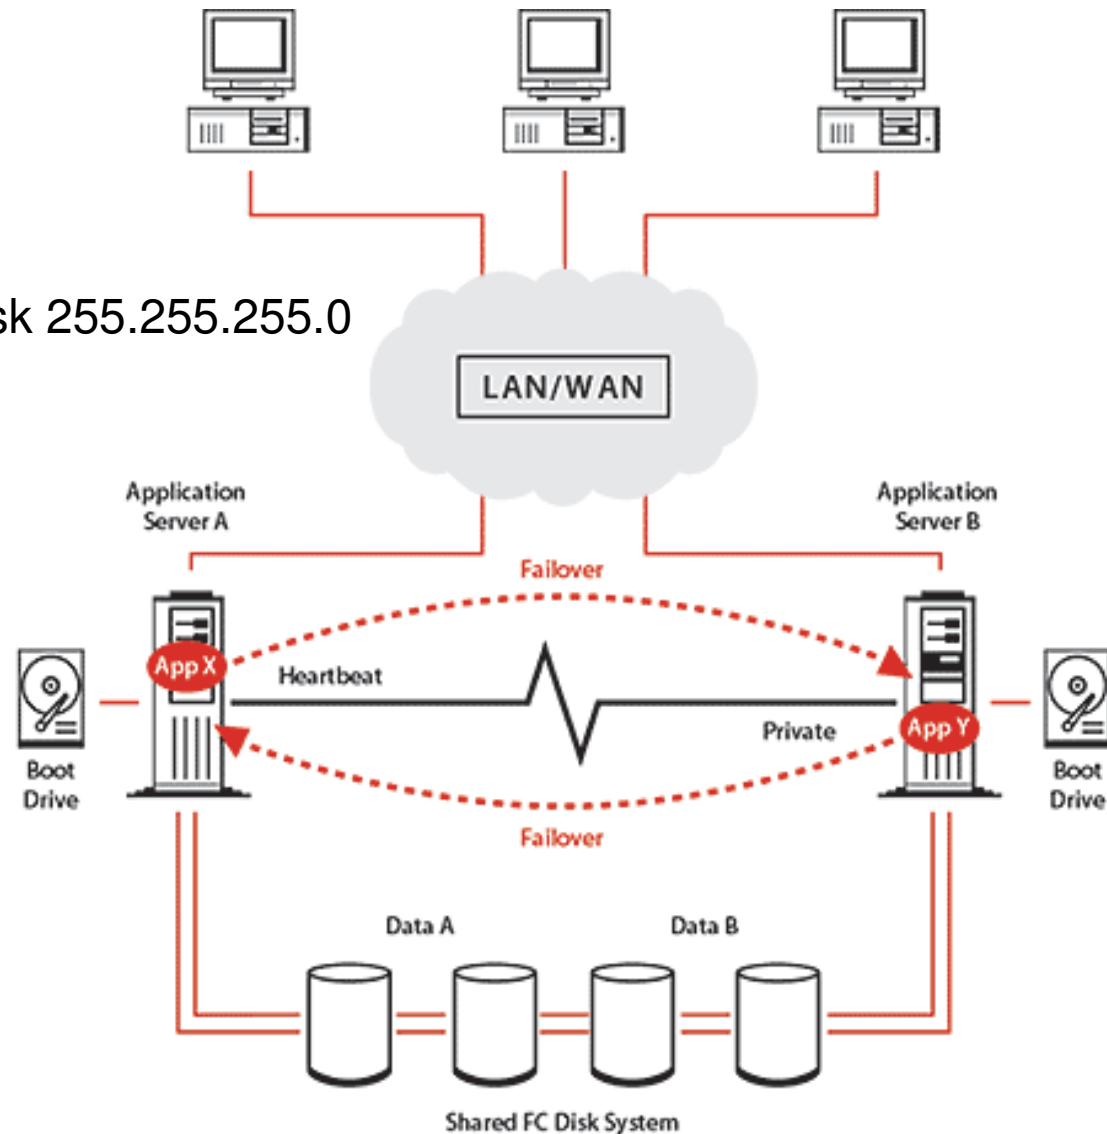 sk 255.255.255.0
LAN/WAN
Application
Server A
Application
Server B
Failover
App X
Heartbeat
Private
App Y
Boot
Drive
Boot
Drive
Failover
Data A
Data B
Shared FC Disk System